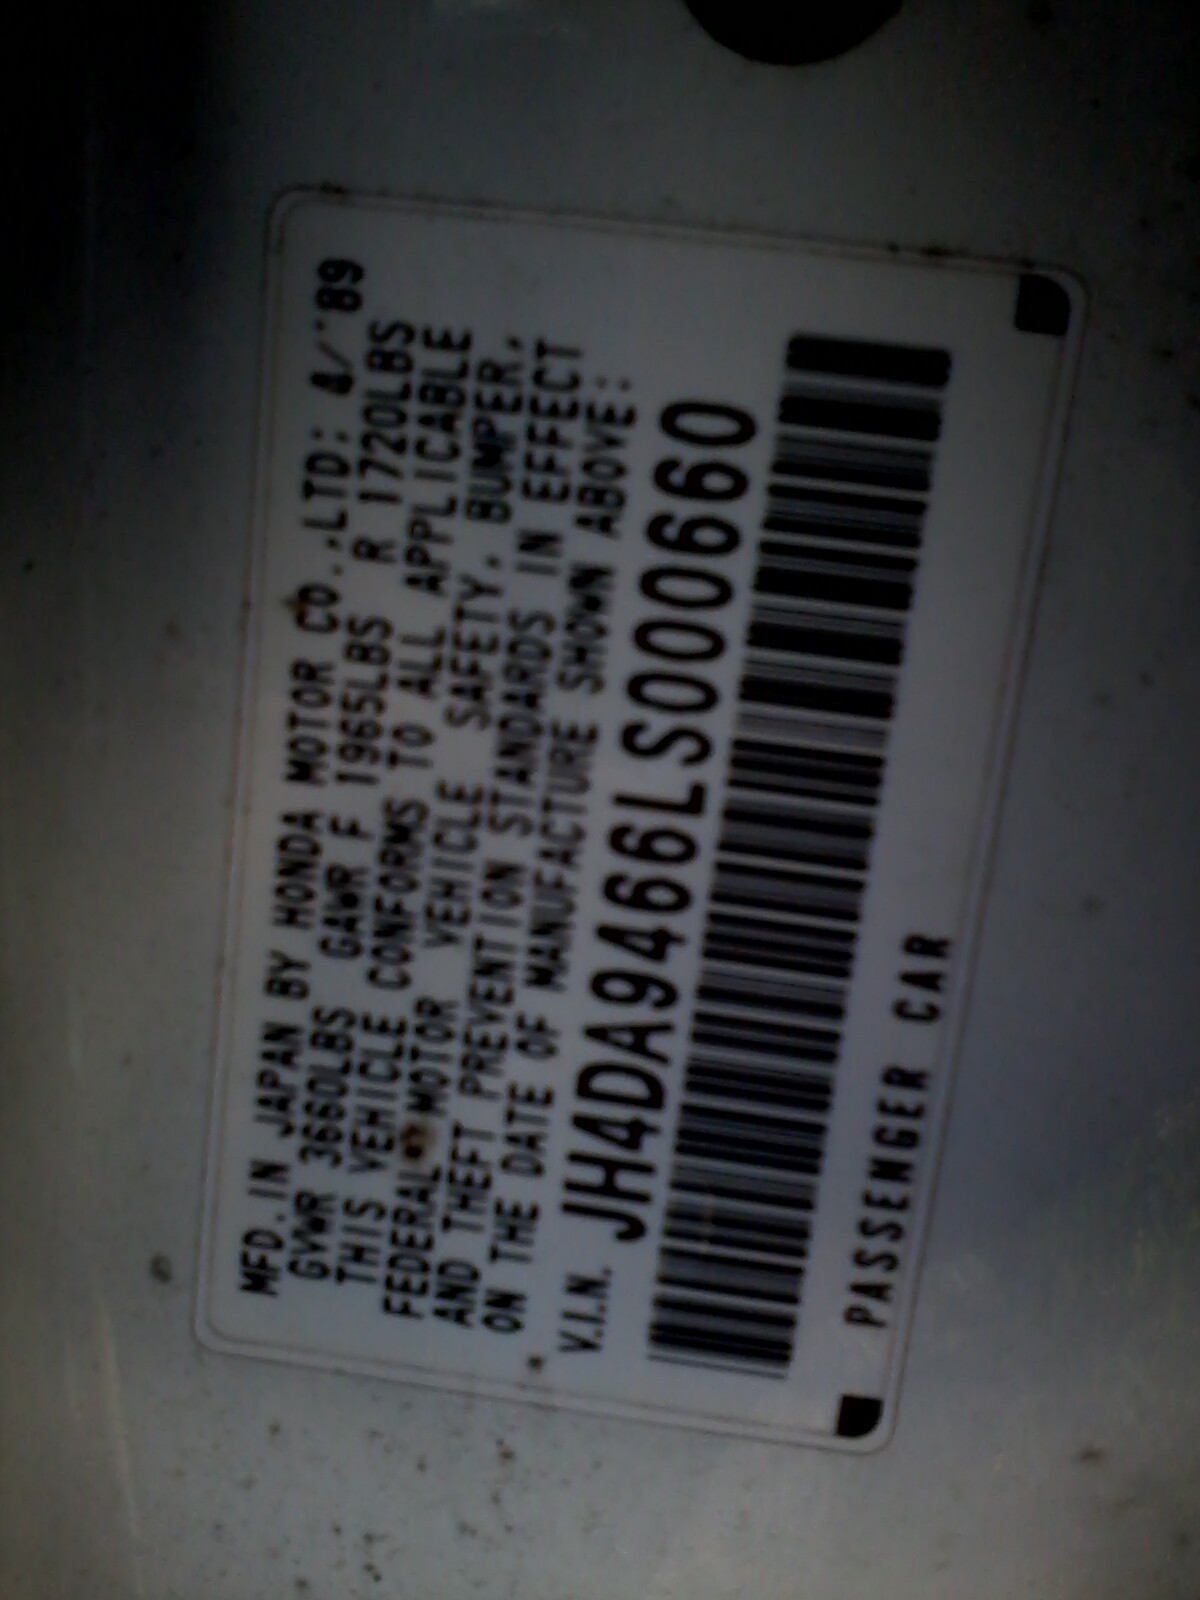 MFD. IN JAPAN BY HONDA MOTOR CO.,LTD: 8/'89
GVWR 3660LBS GAWR F 1965LBS R 1720LBS
THIS VEHICLE CONFORMS TO ALL APPLICABLE
FEDERAL MOTOR VEHICLE SAFETY, BUMPER,
AND THEFT PREVENTION STANDARDS IN EFFECT
ON THE DATE OF MANUFACTURE SHOWN ABOVE:
V.I.N. JH4DA9466LS000660
PASSENGER CAR